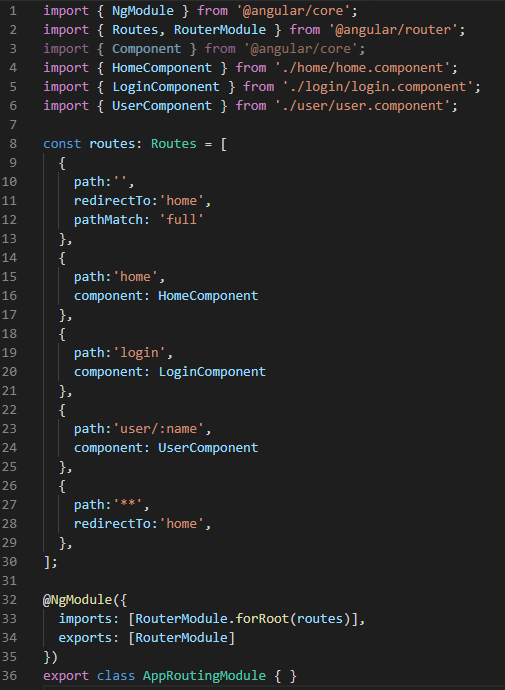 1 import { NgModule } from '@angular/core';
2 import { Routes, RouterModule } from '@angular/router';
3 import { Component } from '@angular/core';
4 import { HomeComponent } from './home/home.component';
5 import { LoginComponent } from './login/login.component';
6 import { UserComponent } from './user/user.component';
7
8 const routes: Routes = [
9   {
10     path:'',
11     redirectTo:'home',
12     pathMatch: 'full'
13   },
14   {
15     path:'home',
16     component: HomeComponent
17   },
18   {
19     path:'login',
20     component: LoginComponent
21   },
22   {
23     path:'user/:name',
24     component: UserComponent
25   },
26   {
27     path:'**',
28     redirectTo:'home',
29   },
30 ];
31
32 @NgModule({
33   imports: [RouterModule.forRoot(routes)],
34   exports: [RouterModule]
35 })
36 export class AppRoutingModule { }